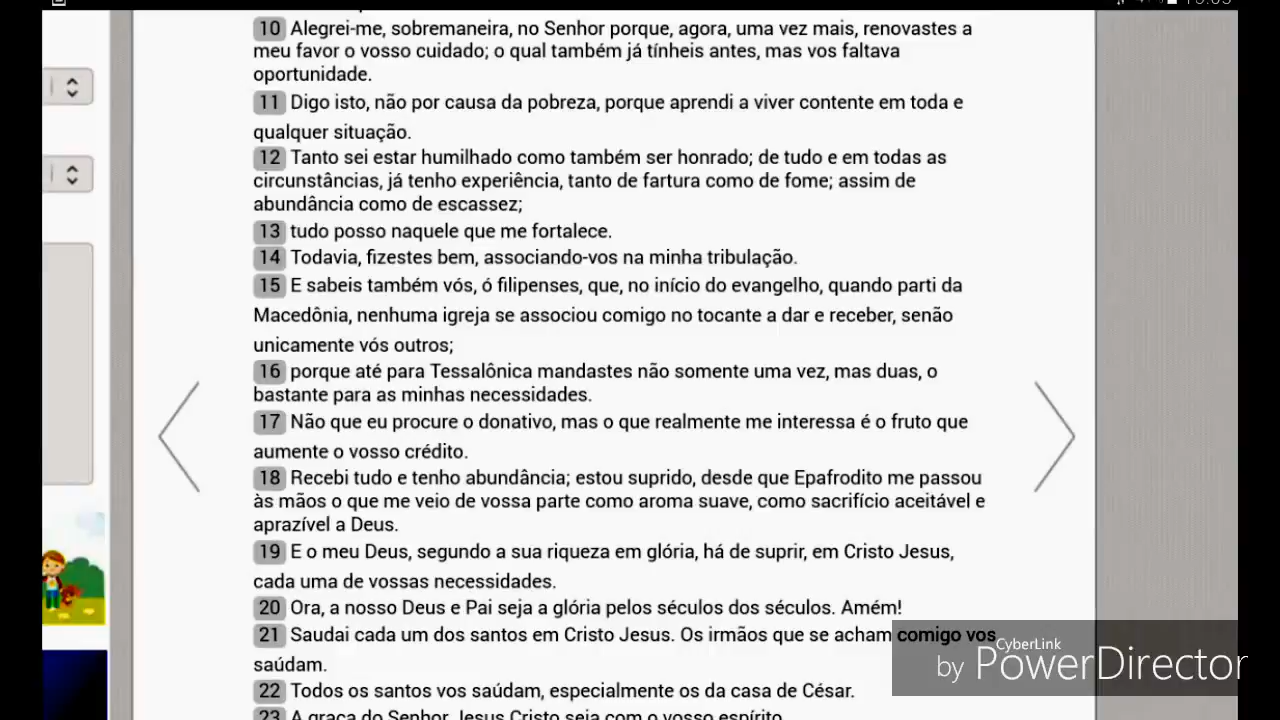 10 Alegrei-me, sobremaneira, no Senhor porque, agora, uma vez mais, renovastes a
meu favor o vosso cuidado; o qual também já tínheis antes, mas vos faltava
oportunidade.
11 Digo isto, não por causa da pobreza, porque aprendi a viver contente em toda e
qualquer situação.
12 Tanto sei estar humilhado como também ser honrado; de tudo e em todas as
circunstâncias, já tenho experiência, tanto de fartura como de fome; assim de
abundância como de escassez;
13 tudo posso naquele que me fortalece.
14 Todavia, fizestes bem, associando-vos na minha tribulação.
15 E sabeis também vós, ó filipenses, que, no início do evangelho, quando parti da
Macedônia, nenhuma igreja se associou comigo no tocante a dar e receber, senão
unicamente vós outros;
16 porque até para Tessalônica mandastes não somente uma vez, mas duas, o
bastante para as minhas necessidades.
17 Não que eu procure o donativo, mas o que realmente me interessa é o fruto que
aumente o vosso crédito.
18 Recebi tudo e tenho abundância; estou suprido, desde que Epafrodito me passou
às mãos o que me veio de vossa parte como aroma suave, como sacrifício aceitável e
aprazível a Deus.
19 E o meu Deus, segundo a sua riqueza em glória, há de suprir, em Cristo Jesus,
cada uma de vossas necessidades.
20 Ora, a nosso Deus e Pai seja a glória pelos séculos dos séculos. Amém!
21 Saudai cada um dos santos em Cristo Jesus. Os irmãos que se acham comigo vos
saúdam.
22 Todos os santos vos saúdam, especialmente os da casa de César.
23 A graça do Senhor Jesus Cristo seja com o vosso espírito.
CyberLink
by PowerDirector